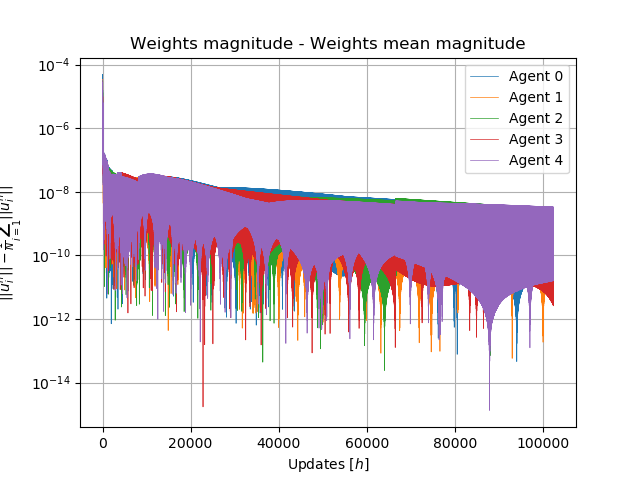 Weights magnitude - Weights mean magnitude
10⁻⁴
10⁻⁶
10⁻⁸
10⁻¹⁰
10⁻¹²
10⁻¹⁴
Agent 0
Agent 1
Agent 2
Agent 3
Agent 4
0
20000
40000
60000
80000
100000
Updates [h]